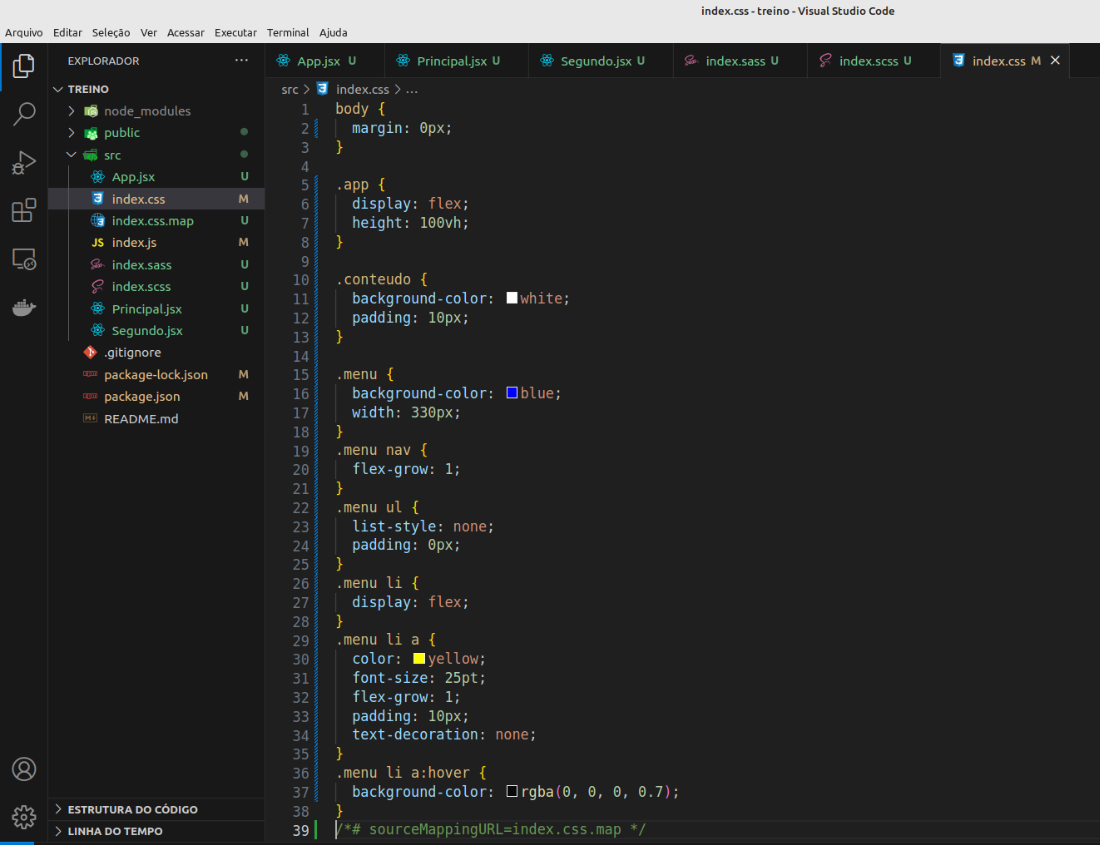 index.css - treino - Visual Studio Code
Arquivo Editar Seleção Ver Acessar Executar Terminal Ajuda
EXPLORADOR ···
App.jsx U Principal.jsx U Segundo.jsx U index.sass U index.scss U index.css M
TREINO
node_modules
public
src
App.jsx U
index.css M
index.css.map U
JS index.js M
index.sass U
index.scss U
Principal.jsx U
Segundo.jsx U
.gitignore
package-lock.json M
package.json M
README.md
ESTRUTURA DO CÓDIGO
LINHA DO TEMPO
src > index.css > ...
1 body {
2 margin: 0px;
3 }
4
5 .app {
6 display: flex;
7 height: 100vh;
8 }
9
10 .conteudo {
11 background-color: white;
12 padding: 10px;
13 }
14
15 .menu {
16 background-color: blue;
17 width: 330px;
18 }
19 .menu nav {
20 flex-grow: 1;
21 }
22 .menu ul {
23 list-style: none;
24 padding: 0px;
25 }
26 .menu li {
27 display: flex;
28 }
29 .menu li a {
30 color: yellow;
31 font-size: 25pt;
32 flex-grow: 1;
33 padding: 10px;
34 text-decoration: none;
35 }
36 .menu li a:hover {
37 background-color: rgba(0, 0, 0, 0.7);
38 }
39 /*# sourceMappingURL=index.css.map */